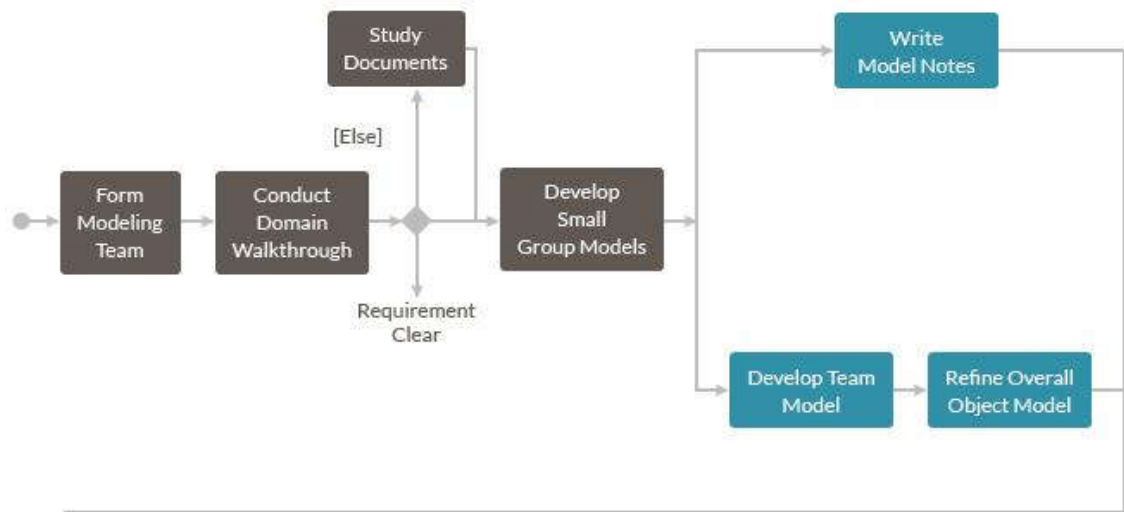 Study
Documents
Write
Model Notes
[Else]
Form
Modeling
Team
Conduct
Domain
Walkthrough
Develop
Small
Group Models
Requirement
Clear
Develop Team
Model
Refine Overall
Object Model